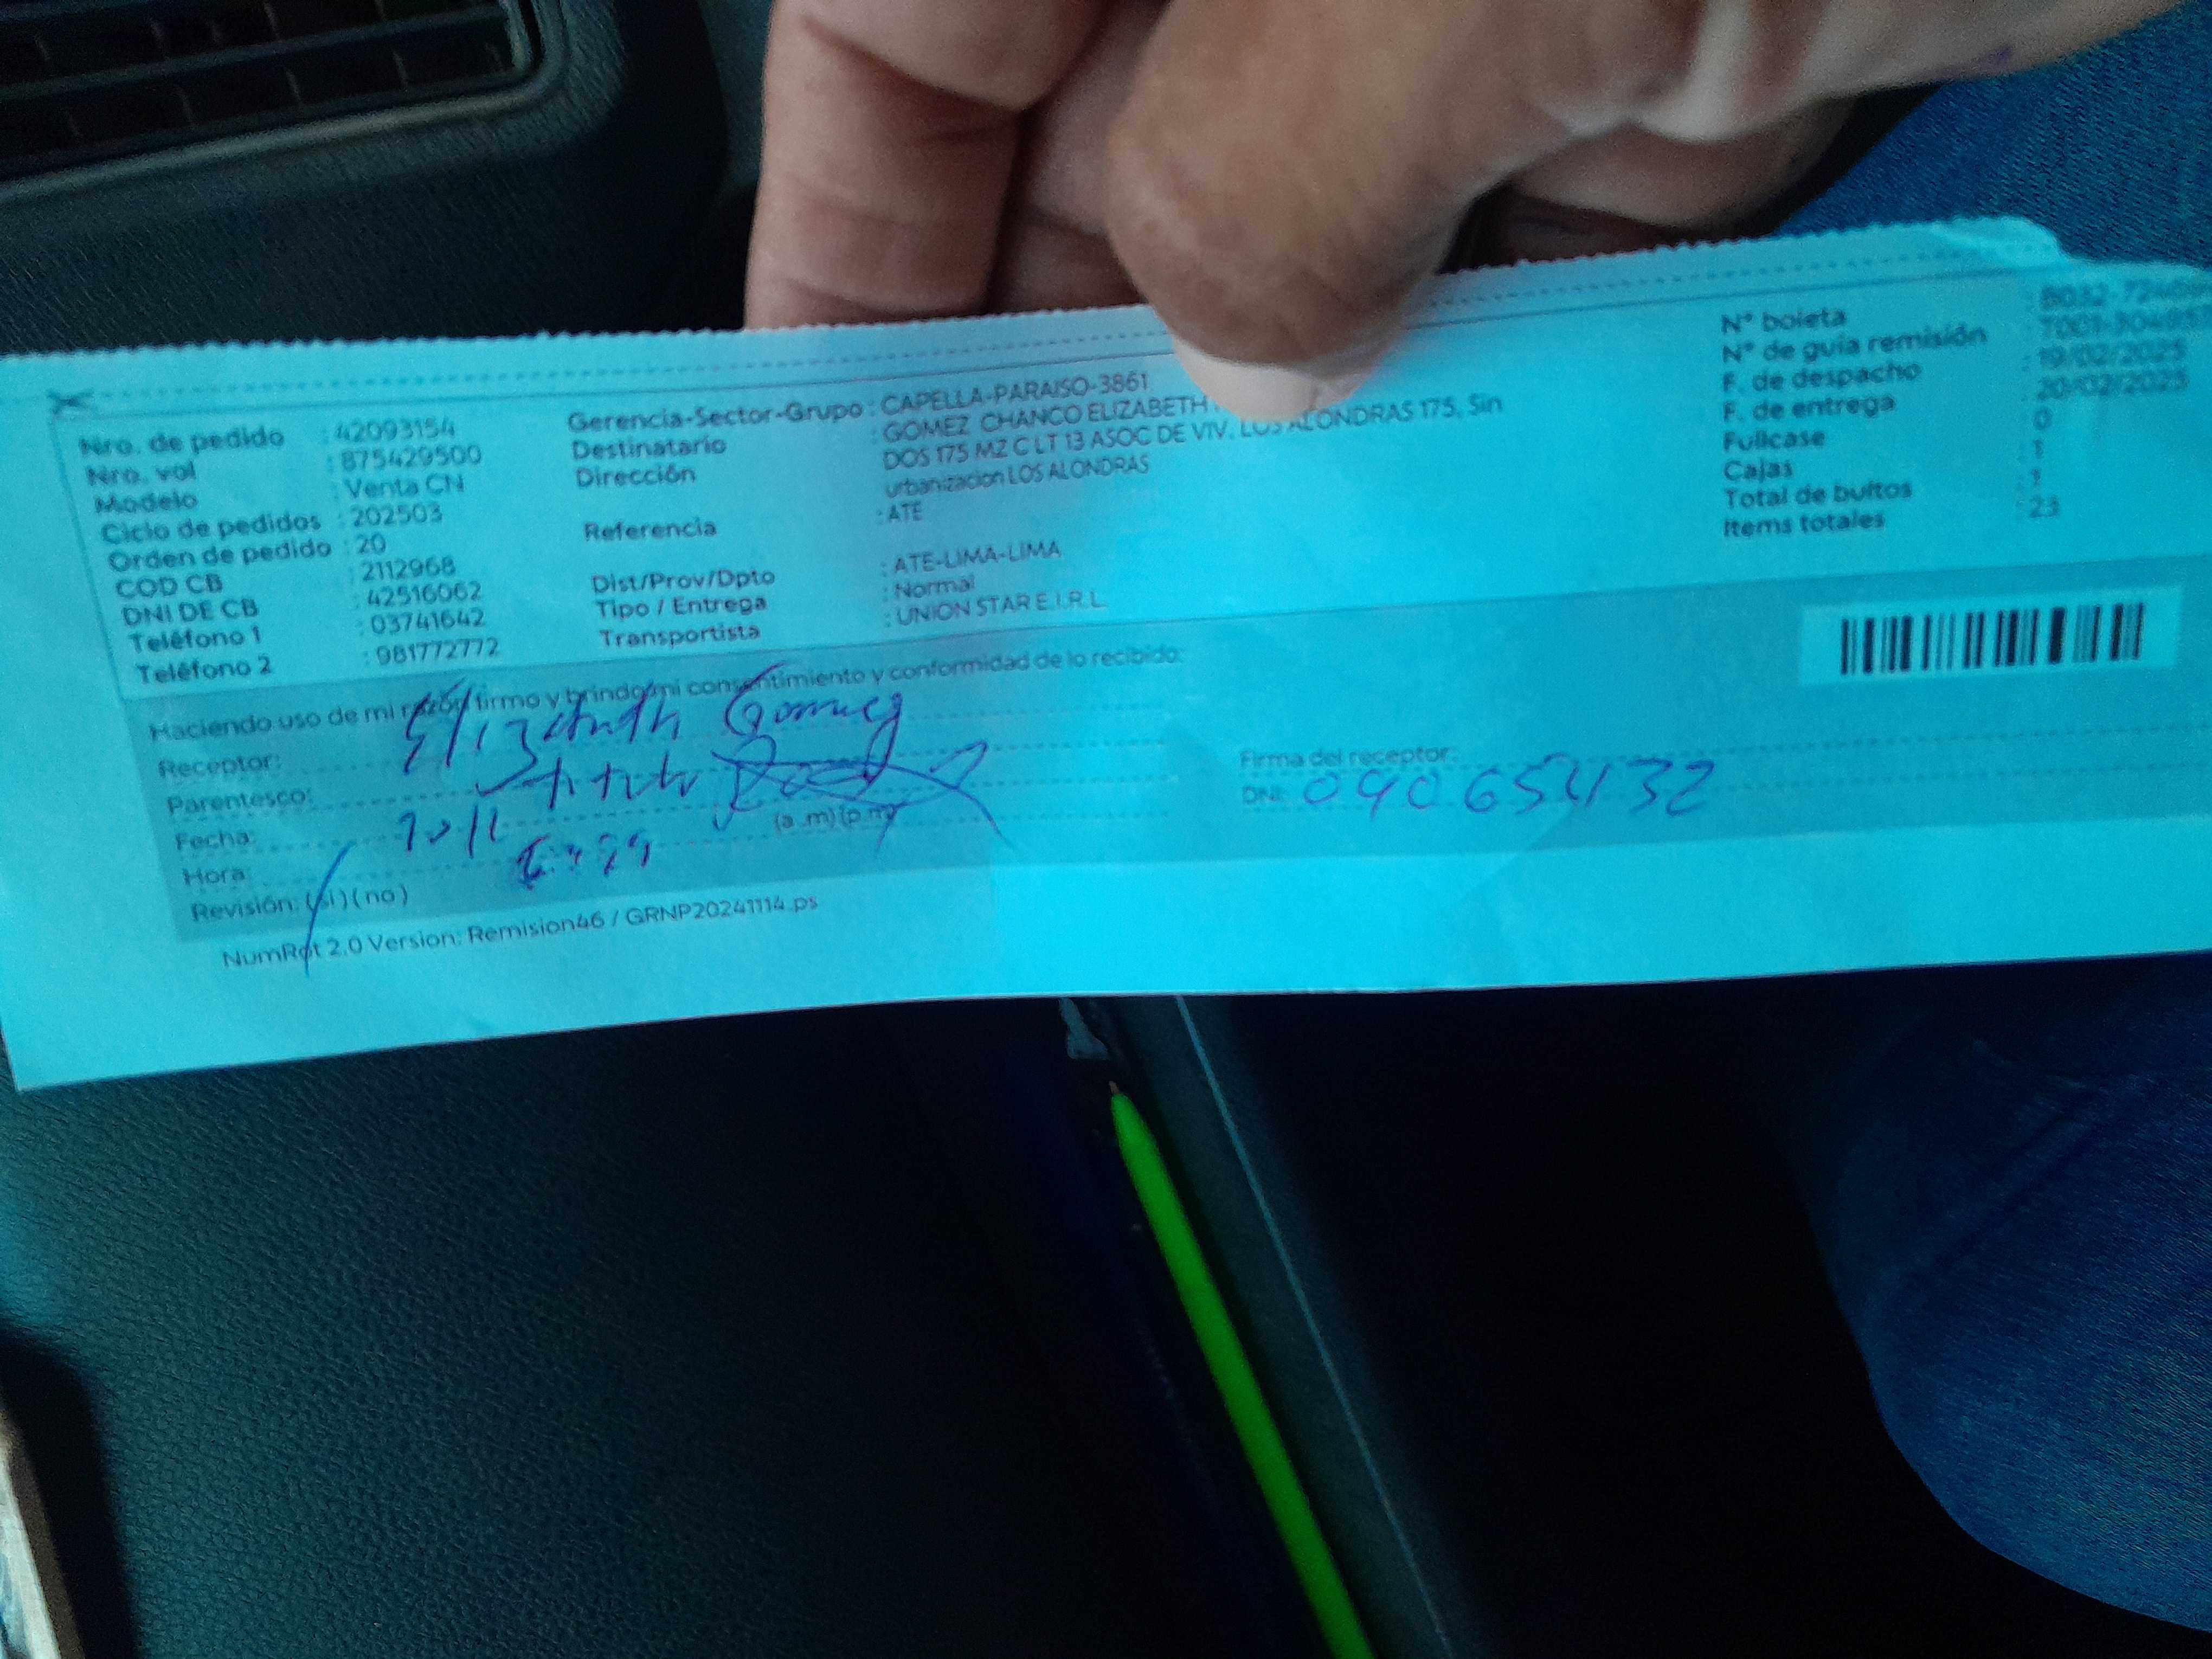 Nro. de pedido : 42093154
Nro. vol : 875429500
Modelo : Venta CN
Ciclo de pedidos : 202503
Orden de pedido : 20
COD CB : 2112968
DNI DE CB : 42516062
Teléfono 1 : 03741642
Teléfono 2 : 981772772
Gerencia-Sector-Grupo : CAPELLA-PARAISO-3861
Destinatario : GOMEZ CHANCO ELIZABETH
Dirección DOS 175 MZ C LT 13 ASOC DE VIV. LOS ALONDRAS 175, Sin
urbanizacion LOS ALONDRAS
Referencia : ATE
Dist/Prov/Dpto : ATE-LIMA-LIMA
Tipo / Entrega : Normal
Transportista : UNION STAR E.I.R.L.
N° boleta
N° de guía remisión
F. de despacho : 19/02/2025
F. de entrega : 20/02/2025
Fullcase : 0
Cajas : 1
Total de bultos : 1
Items totales : 23
Haciendo uso de mi razón firmo y brindo mi consentimiento y conformidad de lo recibido:
Receptor: Elizabeth Gomez
Parentesco:
Fecha:
Hora: (a.m)(p.m)
Revisión: (si)(no)
Firma del receptor:
DNI: 09065432
NumRot 2.0 Version: Remision46 / GRNP20241114.ps